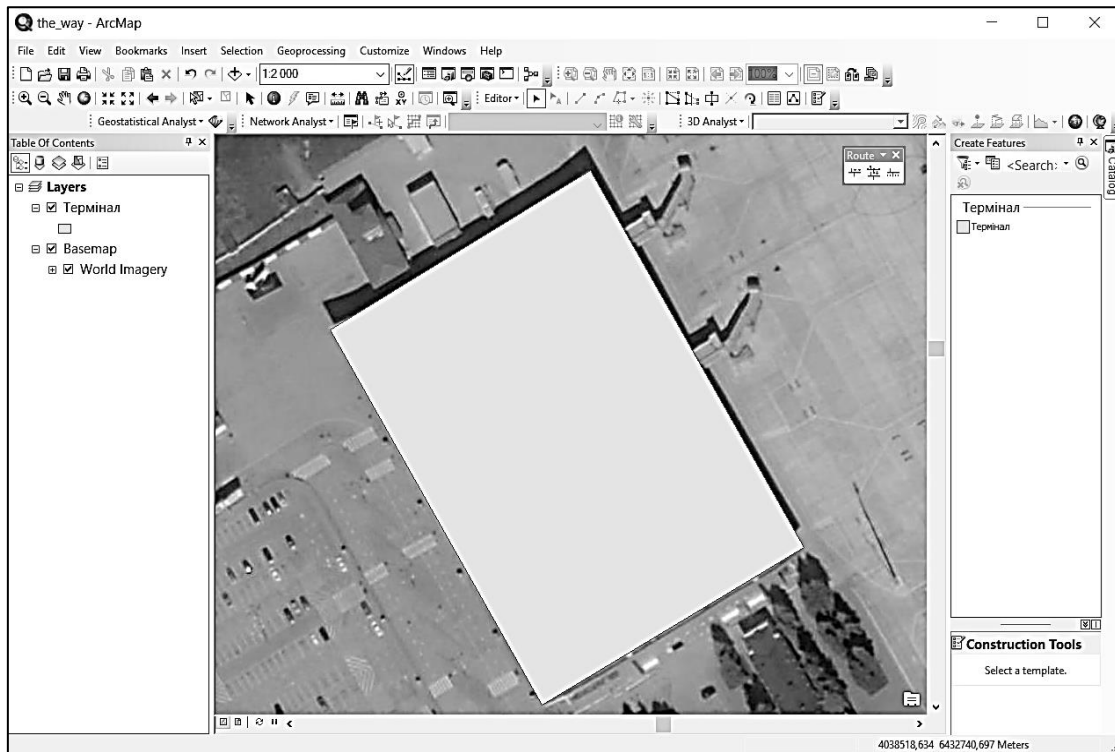 the_way - ArcMap
File Edit View Bookmarks Insert Selection Geoprocessing Customize Windows Help
1:2 000 100%
Editor
Geostatistical Analyst Network Analyst 3D Analyst
Table Of Contents
Layers
Термінал
Basemap
World Imagery
Route
Create Features
<Search:
Catalog
Термінал
Термінал
Construction Tools
Select a template.
4038518,634 6432740,697 Meters